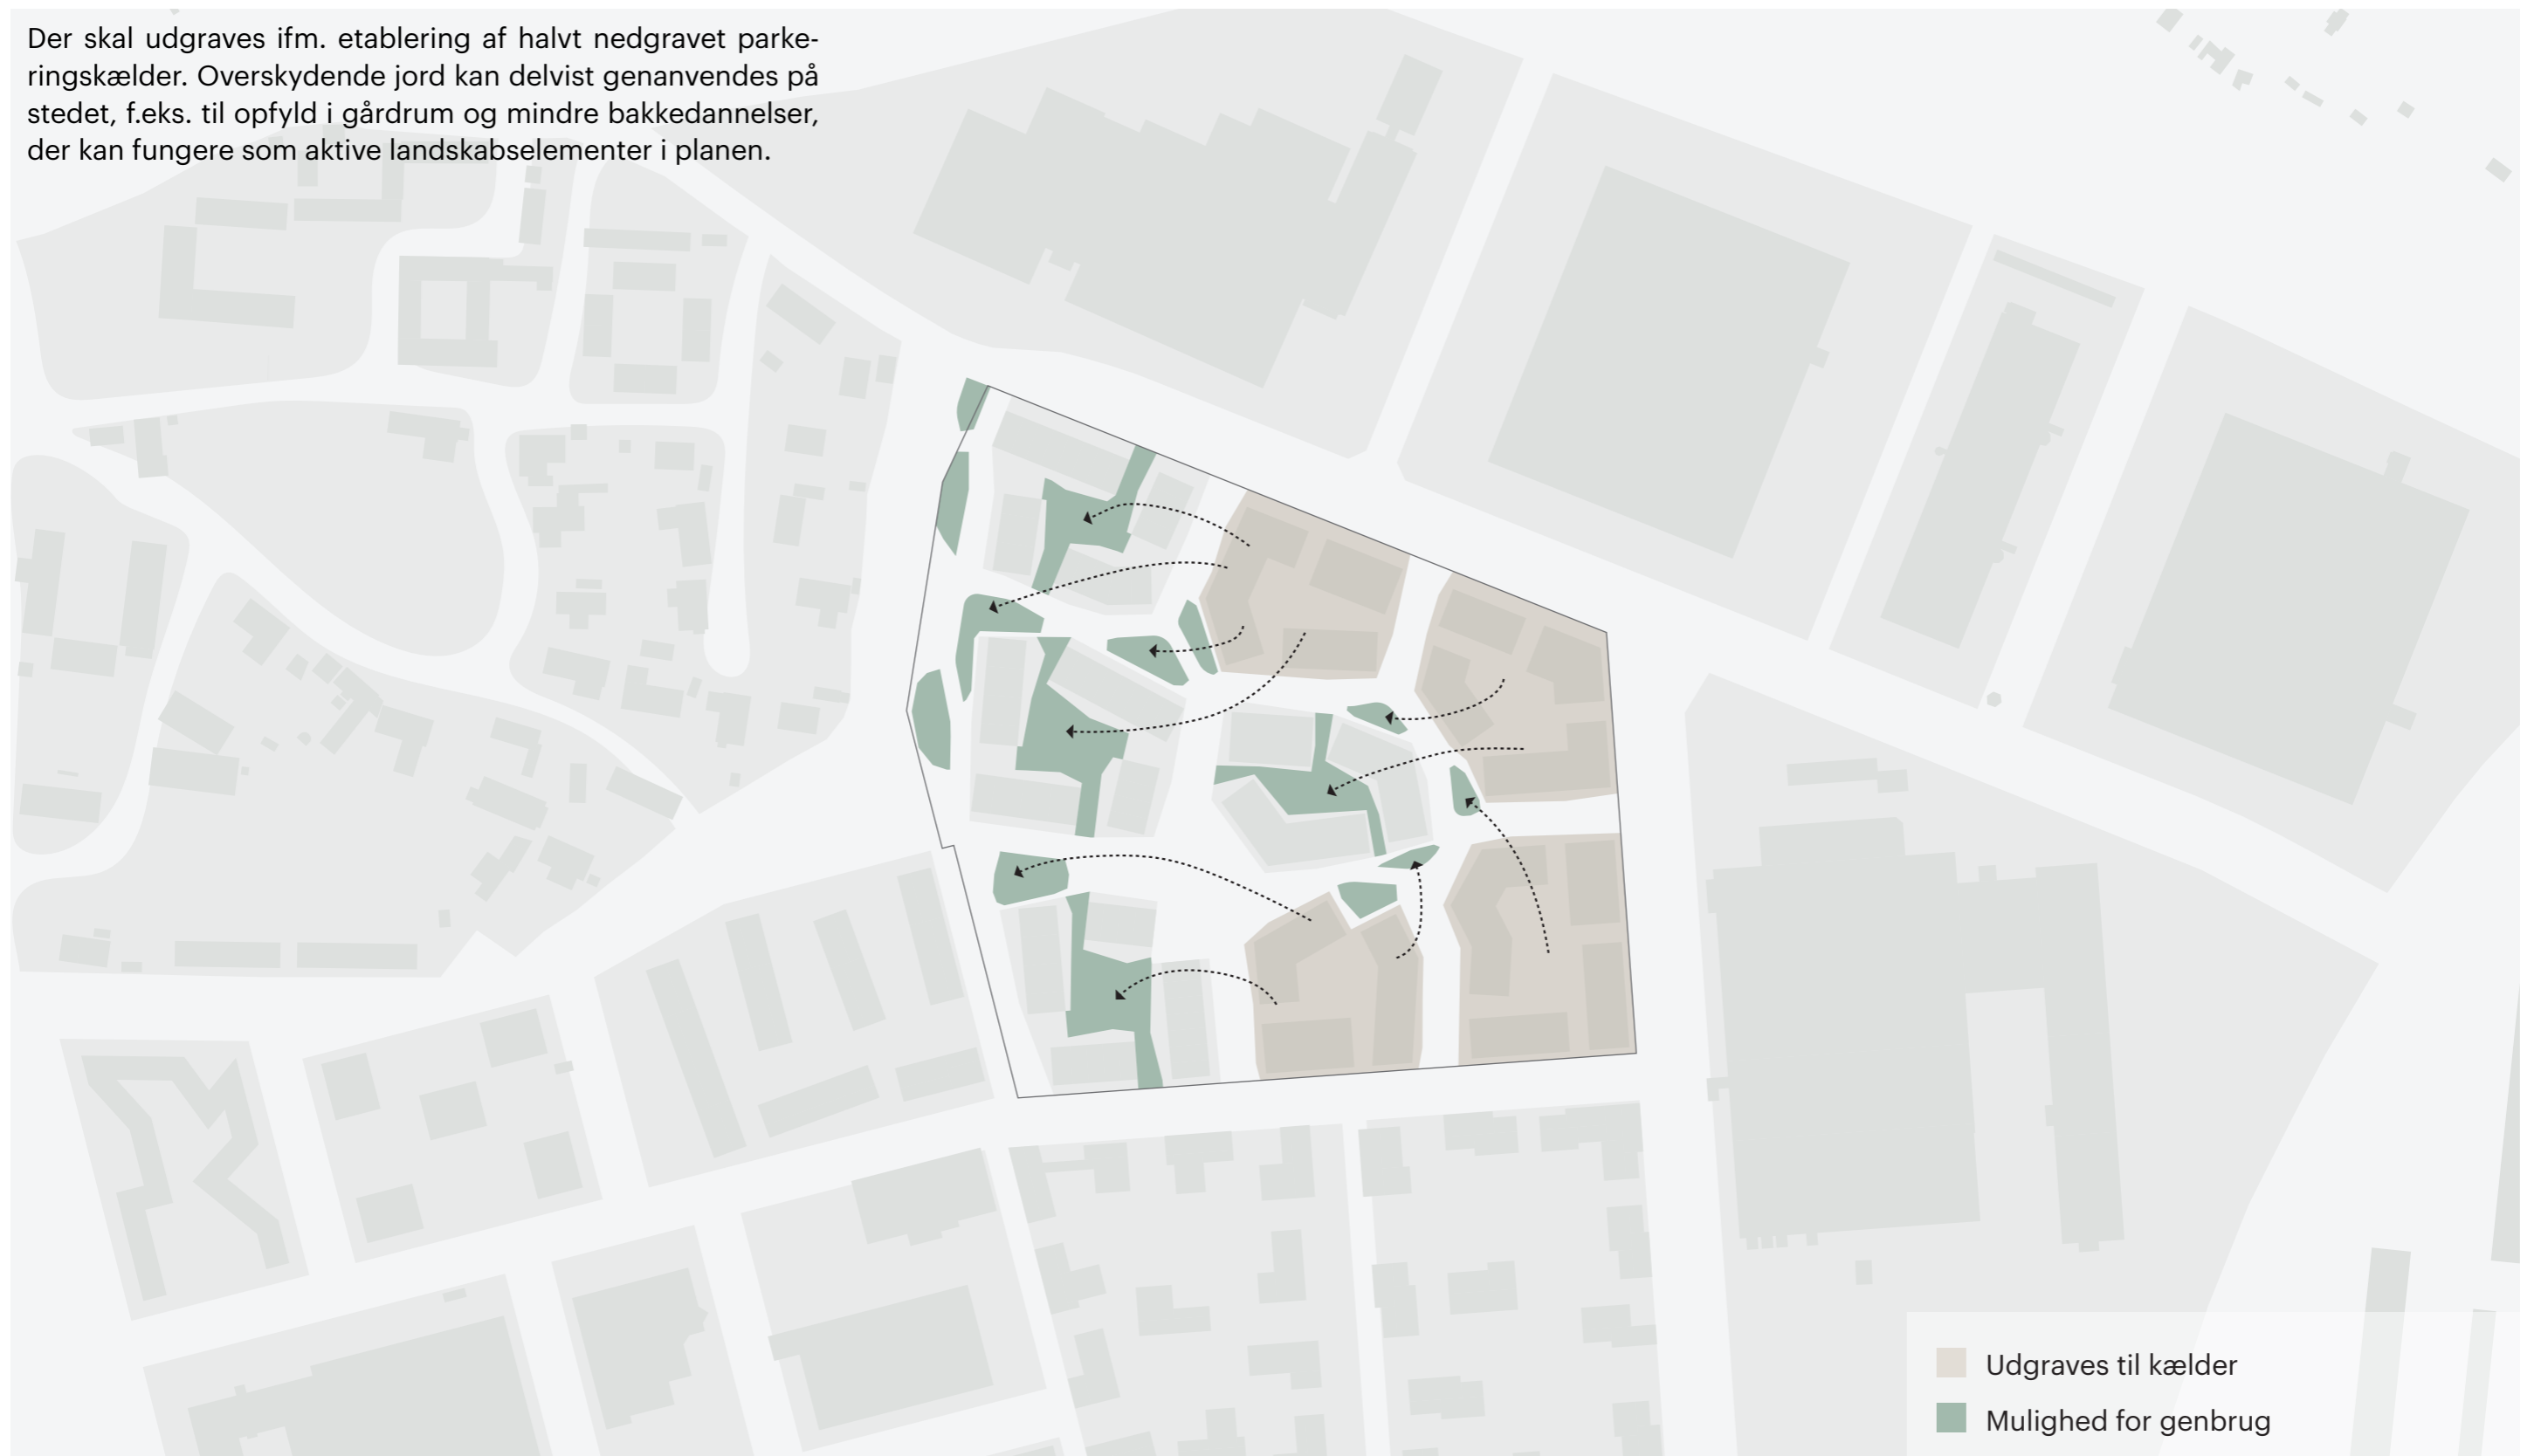 Der skal udgraves ifm. etablering af halvt nedgravet parke-
ringskælder. Overskydende jord kan delvist genanvendes på
stedet, f.eks. til opfyld i gårdrum og mindre bakkedannelser,
der kan fungere som aktive landskabselementer i planen.
Udgraves til kælder
Mulighed for genbrug